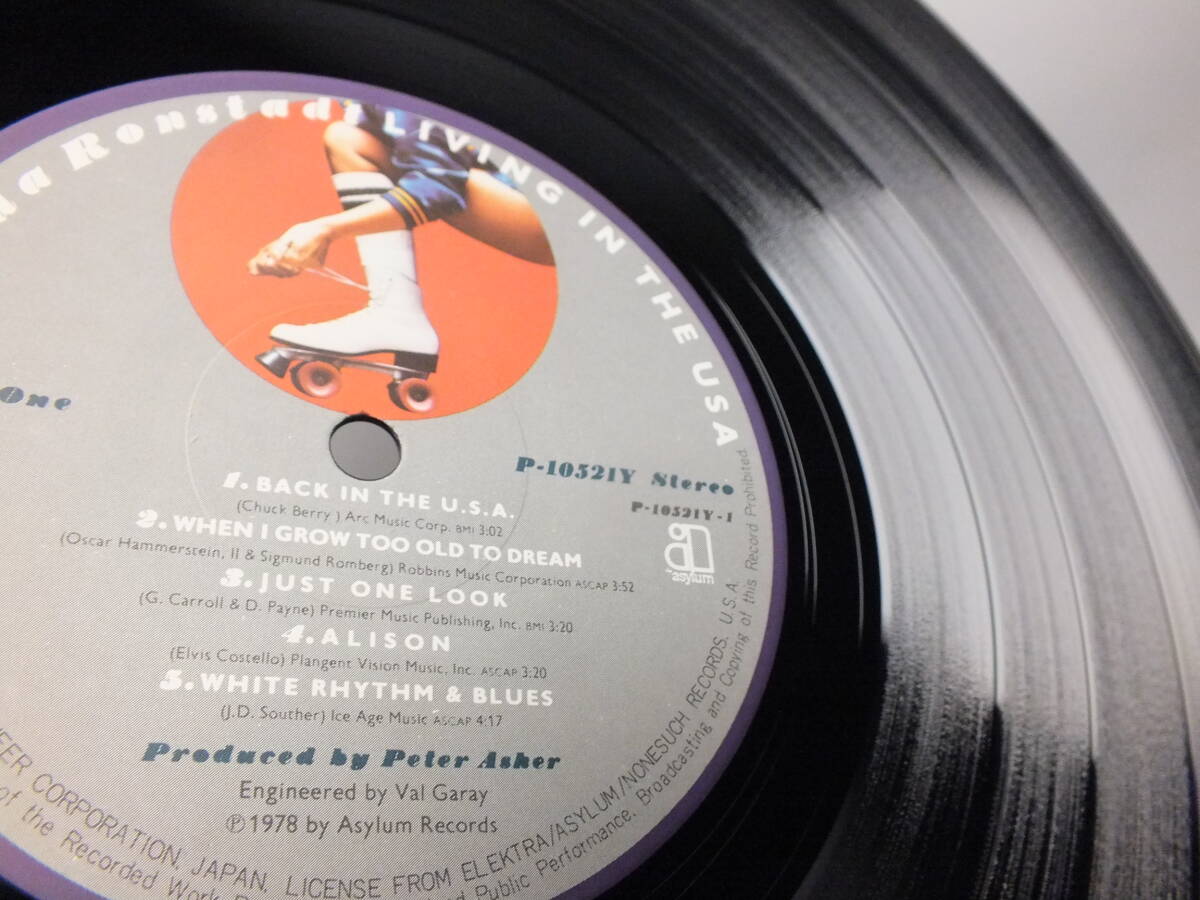 Ronstadt LIVING IN THE USA
One
P-10521Y Stereo
P-10521Y-1
asylum
1. BACK IN THE U.S.A.
(Chuck Berry ) Arc Music Corp. BMI 3:02
2. WHEN I GROW TOO OLD TO DREAM
(Oscar Hammerstein, II & Sigmund Romberg) Robbins Music Corporation ASCAP 3:52
3. JUST ONE LOOK
(G. Carroll & D. Payne) Premier Music Publishing, Inc. BMI 3:20
4. ALISON
(Elvis Costello) Plangent Vision Music, Inc. ASCAP 3:20
5. WHITE RHYTHM & BLUES
(J.D. Souther) Ice Age Music ASCAP 4:17
Produced by Peter Asher
Engineered by Val Garay
℗1978 by Asylum Records
CORPORATION, JAPAN, LICENSE FROM ELEKTRA/ASYLUM/NONESUCH RECORDS. U.S.A.
of the Recorded Work Public Performance. Broadcasting and Copying of this Record Prohibited.